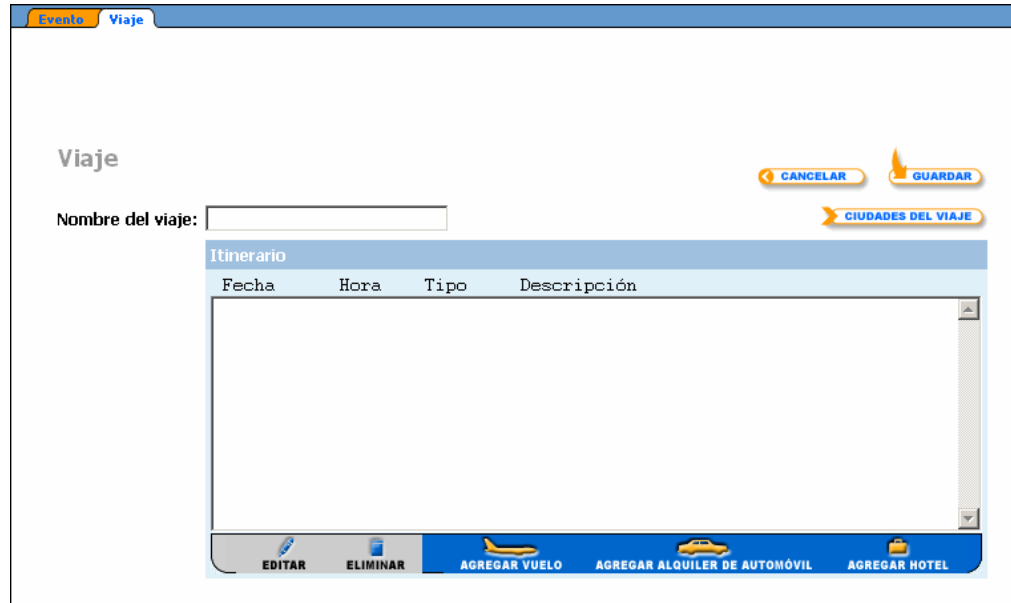 Evento Viaje
Viaje
CANCELAR GUARDAR
Nombre del viaje: CIUDADES DEL VIAJE
Itinerario
Fecha Hora Tipo Descripción
EDITAR ELIMINAR AGREGAR VUELO AGREGAR ALQUILER DE AUTOMÓVIL AGREGAR HOTEL